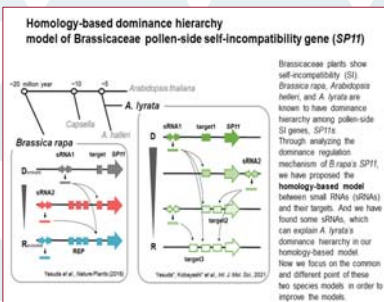 Homology-based dominance hierarchy
model of Brassicaceae pollen-side self-incompatibility gene (SP11)
~20 million year
~10
~5
Arabidopsis thaliana
A. lyrata
Capsella
A. halleri
Brassica rapa
sRNA1
target
SP11
D
sRNA2
R
REP
Yasuda et al., Nature Plants (2016)
sRNA1
target1
SP11
D
sRNA2
target2
R
target3
Yasuda*, Kobayashi* et al., Int. J. Mol. Sci., 2021
Brassicaceae plants show
self-incompatibility (SI).
Brassica rapa, Arabidopsis
helleri, and A. lyrata are
known to have dominance
hierarchy among pollen-side
SI genes, SP11s.
Through analyzing the
dominance regulation
mechanism of B.rapa's SP11,
we have proposed the
homology-based model
between small RNAs (sRNAs)
and their targets. And we have
found some sRNAs, which
can explain A. lyrata's
dominance hierarchy in our
homology-based model.
Now we focus on the common
and different point of these
two species models in order to
improve the models.